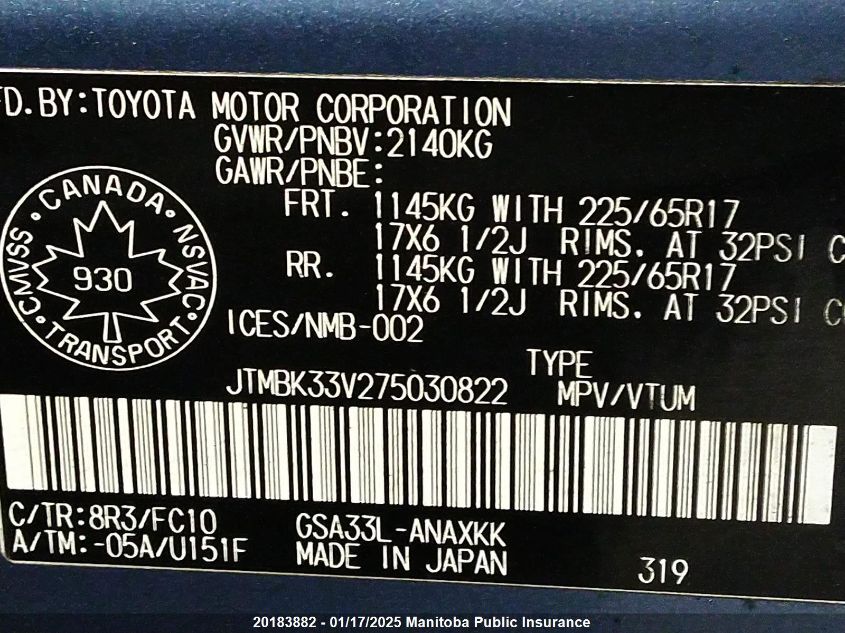 D. BY:TOYOTA MOTOR CORPORATION
GVWR/PNBV:2140KG
GAWR/PNBE:
FRT. 1145KG WITH 225/65R17
17X6 1/2J RIMS. AT 32PSI C
RR. 1145KG WITH 225/65R17
17X6 1/2J RIMS. AT 32PSI CO
CANADA
CMVSS · NSVAC
930
TRANSPORT
ICES/NMB-002
TYPE
JTMBK33V275030822 MPV/VTUM
C/TR:8R3/FC10 GSA33L-ANAXKK
A/TM:-05A/U151F MADE IN JAPAN
319
20183882 - 01/17/2025 Manitoba Public Insurance